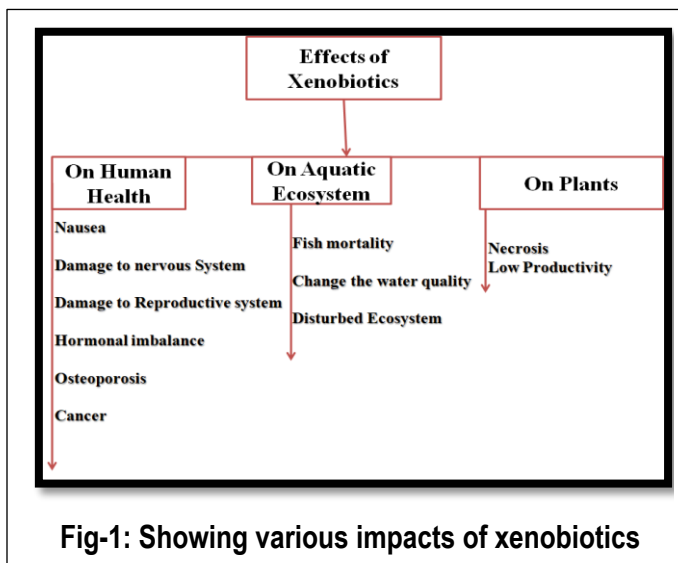 Effects of
Xenobiotics
On Human
Health
Nausea
Damage to nervous System
Damage to Reproductive system
Hormonal imbalance
Osteoporosis
Cancer
On Aquatic
Ecosystem
Fish mortality
Change the water quality
Disturbed Ecosystem
On Plants
Necrosis
Low Productivity
Fig-1: Showing various impacts of xenobiotics